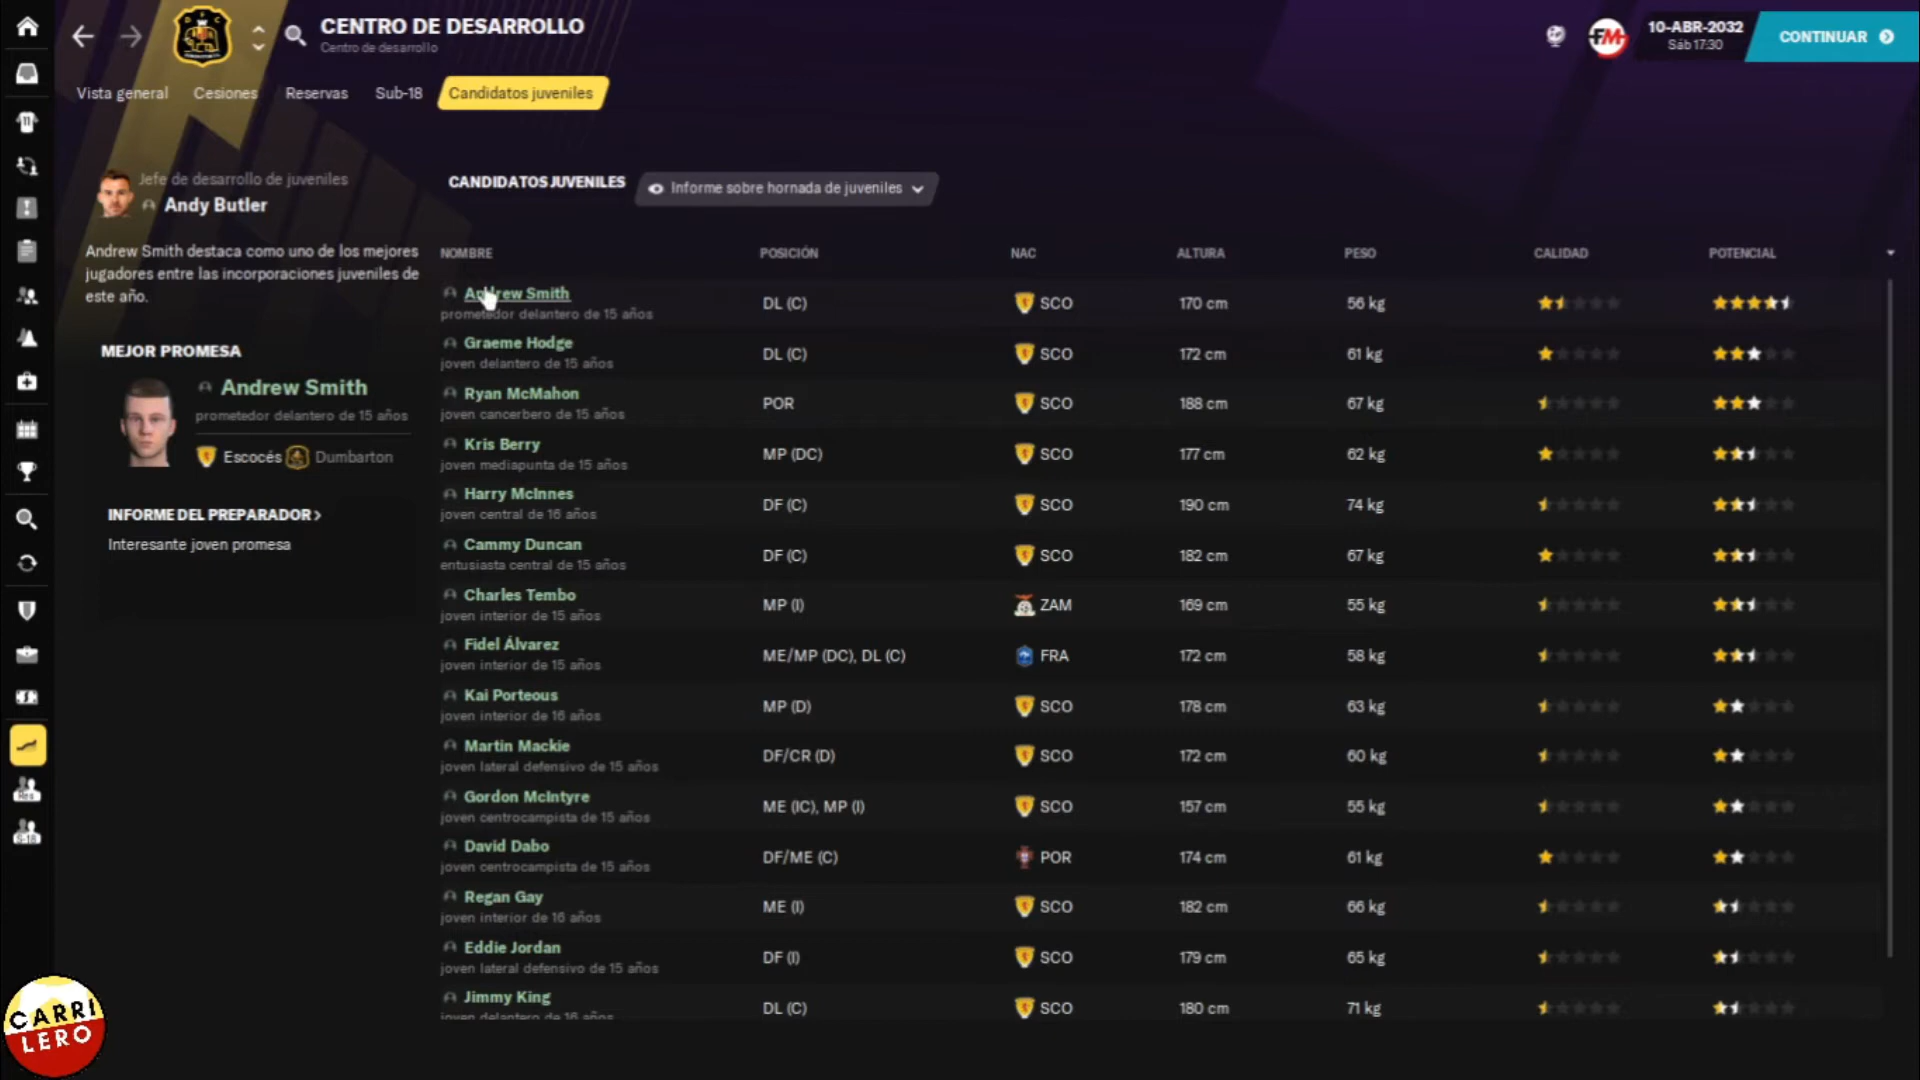 CENTRO DE DESARROLLO
Centro de desarrollo
FM
10-ABR-2032
Sáb 17:30
CONTINUAR
Vista general Cesiones Reservas Sub-18 Candidatos juveniles
Jefe de desarrollo de juveniles
Andy Butler
Andrew Smith destaca como uno de los mejores
jugadores entre las incorporaciones juveniles de
este año.
MEJOR PROMESA
Andrew Smith
prometedor delantero de 15 años
Escocés Dumbarton
INFORME DEL PREPARADOR >
Interesante joven promesa
CANDIDATOS JUVENILES Informe sobre hornada de juveniles
NOMBRE POSICIÓN NAC ALTURA PESO CALIDAD POTENCIAL
Andrew Smith
prometedor delantero de 15 años
DL (C) SCO 170 cm 56 kg
Graeme Hodge
joven delantero de 15 años
DL (C) SCO 172 cm 61 kg
Ryan McMahon
joven cancerbero de 15 años
POR SCO 188 cm 67 kg
Kris Berry
joven mediapunta de 15 años
MP (DC) SCO 177 cm 62 kg
Harry McInnes
joven central de 16 años
DF (C) SCO 190 cm 74 kg
Cammy Duncan
entusiasta central de 15 años
DF (C) SCO 182 cm 67 kg
Charles Tembo
joven interior de 15 años
MP (I) ZAM 169 cm 55 kg
Fidel Álvarez
joven interior de 15 años
ME/MP (DC), DL (C) FRA 172 cm 58 kg
Kai Porteous
joven interior de 16 años
MP (D) SCO 178 cm 63 kg
Martin Mackie
joven lateral defensivo de 15 años
DF/CR (D) SCO 172 cm 60 kg
Gordon McIntyre
joven centrocampista de 15 años
ME (IC), MP (I) SCO 157 cm 55 kg
David Dabo
joven centrocampista de 15 años
DF/ME (C) POR 174 cm 61 kg
Regan Gay
joven interior de 16 años
ME (I) SCO 182 cm 66 kg
Eddie Jordan
joven lateral defensivo de 15 años
DF (I) SCO 179 cm 65 kg
Jimmy King
joven delantero de 16 años
DL (C) SCO 180 cm 71 kg
CARRI
LERO